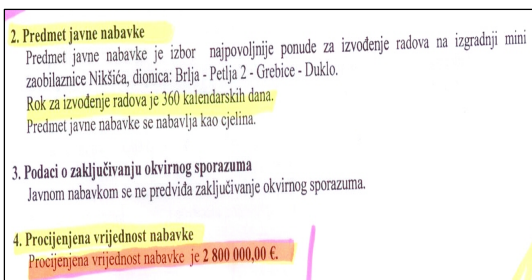 2. Predmet javne nabavke
Predmet javne nabavke je izbor najpovoljnije ponude za izvođenje radova na izgradnji mini
zaobilaznice Nikšića, dionica: Brlja - Petlja 2 - Grebice - Duklo.
Rok za izvođenje radova je 360 kalendarskih dana.
Predmet javne nabavke se nabavlja kao cjelina.
3. Podaci o zaključivanju okvirnog sporazuma
Javnom nabavkom se ne predviđa zaključivanje okvirnog sporazuma.
4. Procijenjena vrijednost nabavke
Procijenjena vrijednost nabavke je 2 800 000,00 €.